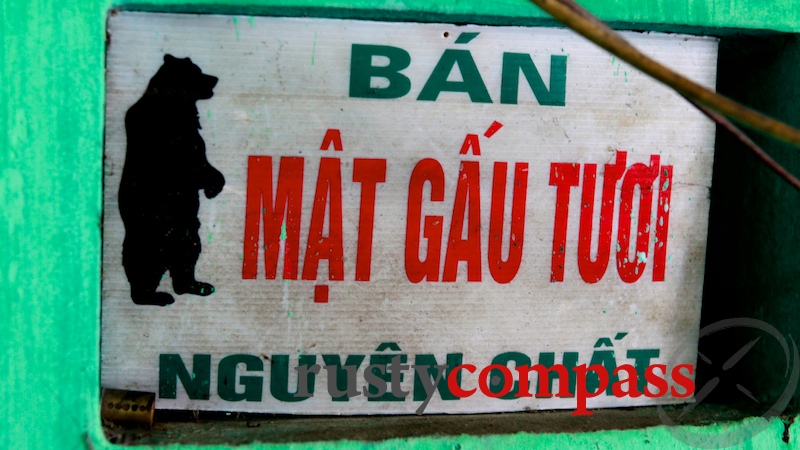 BÁN
MẬT GẤU TƯƠI
NGUYÊN CHẤT
rustycompass